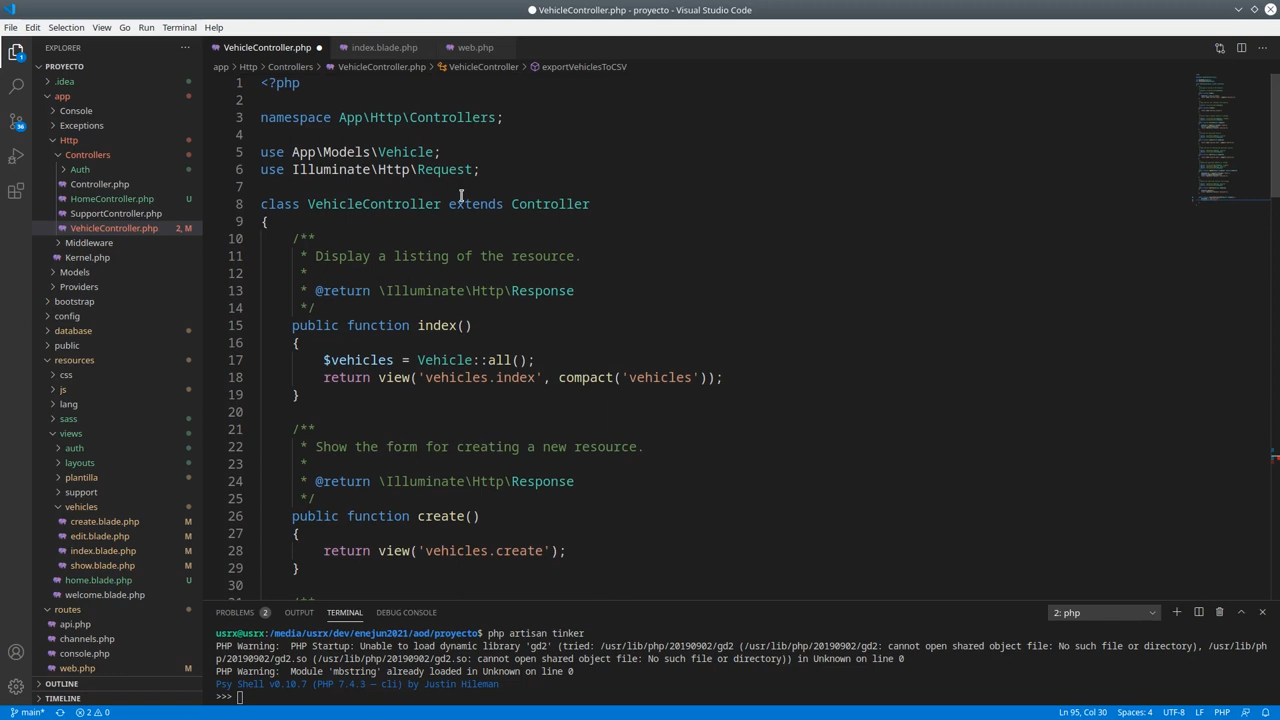 VehicleController.php - proyecto - Visual Studio Code
File Edit Selection View Go Run Terminal Help
EXPLORER
PROYECTO
.idea
app
Console
Exceptions
Http
Controllers
Auth
Controller.php
HomeController.php U
SupportController.php
VehicleController.php 2, M
Middleware
Kernel.php
Models
Providers
bootstrap
config
database
public
resources
css
js
lang
sass
views
auth
layouts
plantilla
support
vehicles
create.blade.php M
edit.blade.php M
index.blade.php M
show.blade.php M
home.blade.php U
welcome.blade.php
routes
api.php
channels.php
console.php
web.php M
OUTLINE
TIMELINE
1
36
VehicleController.php index.blade.php web.php
app > Http > Controllers > VehicleController.php > VehicleController > exportVehiclesToCSV
1 <?php
2
3 namespace App\Http\Controllers;
4
5 use App\Models\Vehicle;
6 use Illuminate\Http\Request;
7
8 class VehicleController extends Controller
9 {
10 /**
11 * Display a listing of the resource.
12 *
13 * @return \Illuminate\Http\Response
14 */
15 public function index()
16 {
17 $vehicles = Vehicle::all();
18 return view('vehicles.index', compact('vehicles'));
19 }
20
21 /**
22 * Show the form for creating a new resource.
23 *
24 * @return \Illuminate\Http\Response
25 */
26 public function create()
27 {
28 return view('vehicles.create');
29 }
30
PROBLEMS 2 OUTPUT TERMINAL DEBUG CONSOLE 2: php
usrx@usrx:/media/usrx/dev/enejun2021/aod/proyecto$ php artisan tinker
PHP Warning: PHP Startup: Unable to load dynamic library 'gd2' (tried: /usr/lib/php/20190902/gd2 (/usr/lib/php/20190902/gd2: cannot open shared object file: No such file or directory), /usr/lib/ph
p/20190902/gd2.so (/usr/lib/php/20190902/gd2.so: cannot open shared object file: No such file or directory)) in Unknown on line 0
PHP Warning: Module 'mbstring' already loaded in Unknown on line 0
Psy Shell v0.10.7 (PHP 7.4.3 — cli) by Justin Hileman
>>>
main* 2 0 Ln 95, Col 30 Spaces: 4 UTF-8 LF PHP